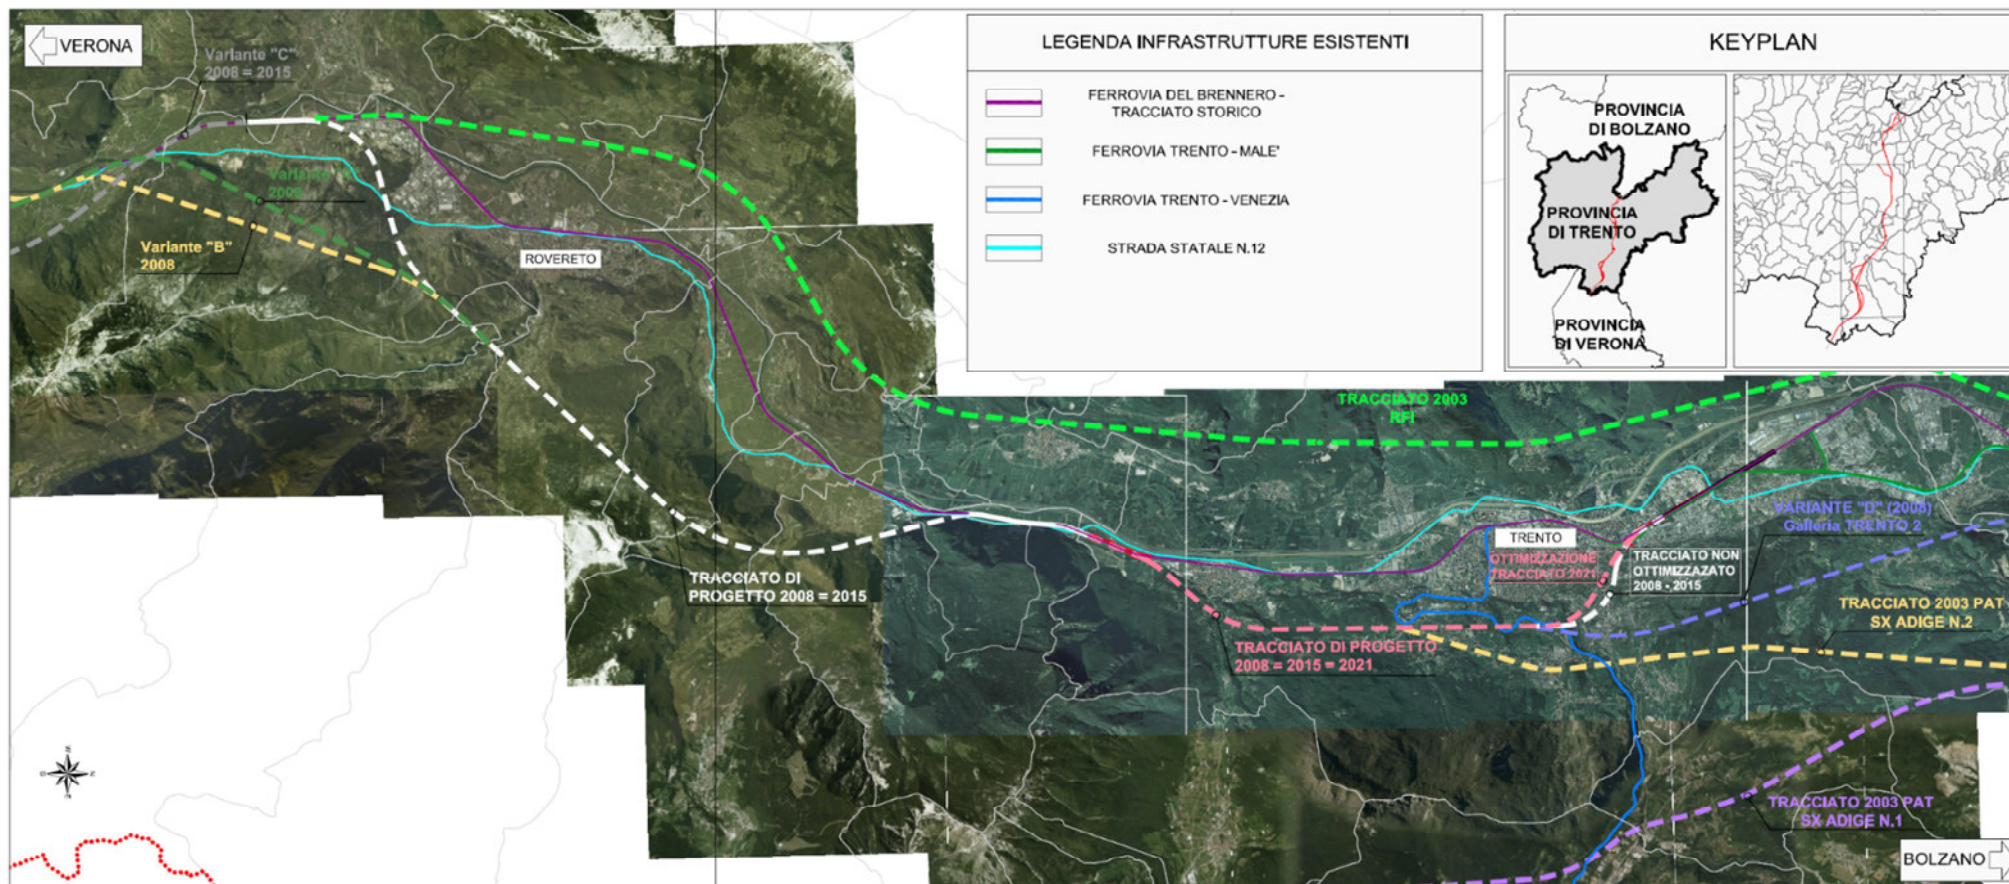 VERONA
Variante "C"
2008 = 2015
LEGENDA INFRASTRUTTURE ESISTENTI
FERROVIA DEL BRENNERO -
TRACCIATO STORICO
FERROVIA TRENTO - MALE'
FERROVIA TRENTO - VENEZIA
STRADA STATALE N.12
KEYPLAN
PROVINCIA
DI BOLZANO
PROVINCIA
DI TRENTO
PROVINCIA
DI VERONA
Variante
Variante "B"
2008
ROVERETO
TRACCIATO 2003
RFI
TRACCIATO DI
PROGETTO 2008 = 2015
TRENTO
OTTIMIZZAZIONE
TRACCIATO 2021
TRACCIATO NON
OTTIMIZZAZATO
2008 - 2015
VARIANTE "D" (2008)
Galleria TRENTO 2
TRACCIATO 2003 PAT
SX ADIGE N.2
TRACCIATO DI PROGETTO
2008 = 2015 = 2021
TRACCIATO 2003 PAT
SX ADIGE N.1
BOLZANO